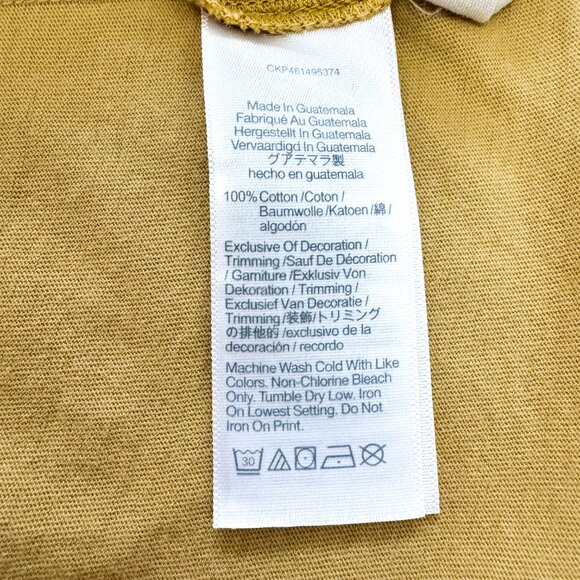 CKP461495374
Made In Guatemala
Fabriqué Au Guatemala
Hergestellt In Guatemala
Vervaardigd In Guatemala
グアテマラ製
hecho en guatemala
100% Cotton /Coton /
Baumwolle /Katoen /綿 /
algodón
Exclusive Of Decoration /
Trimming /Sauf De Décoration
/ Garniture /Exklusiv Von
Dekoration / Trimming /
Exclusief Van Decoratie /
Trimming /装飾/トリミング
の排他的 /exclusivo de la
decoración / recordo
Machine Wash Cold With Like
Colors. Non-Chlorine Bleach
Only. Tumble Dry Low. Iron
On Lowest Setting. Do Not
Iron On Print.
30